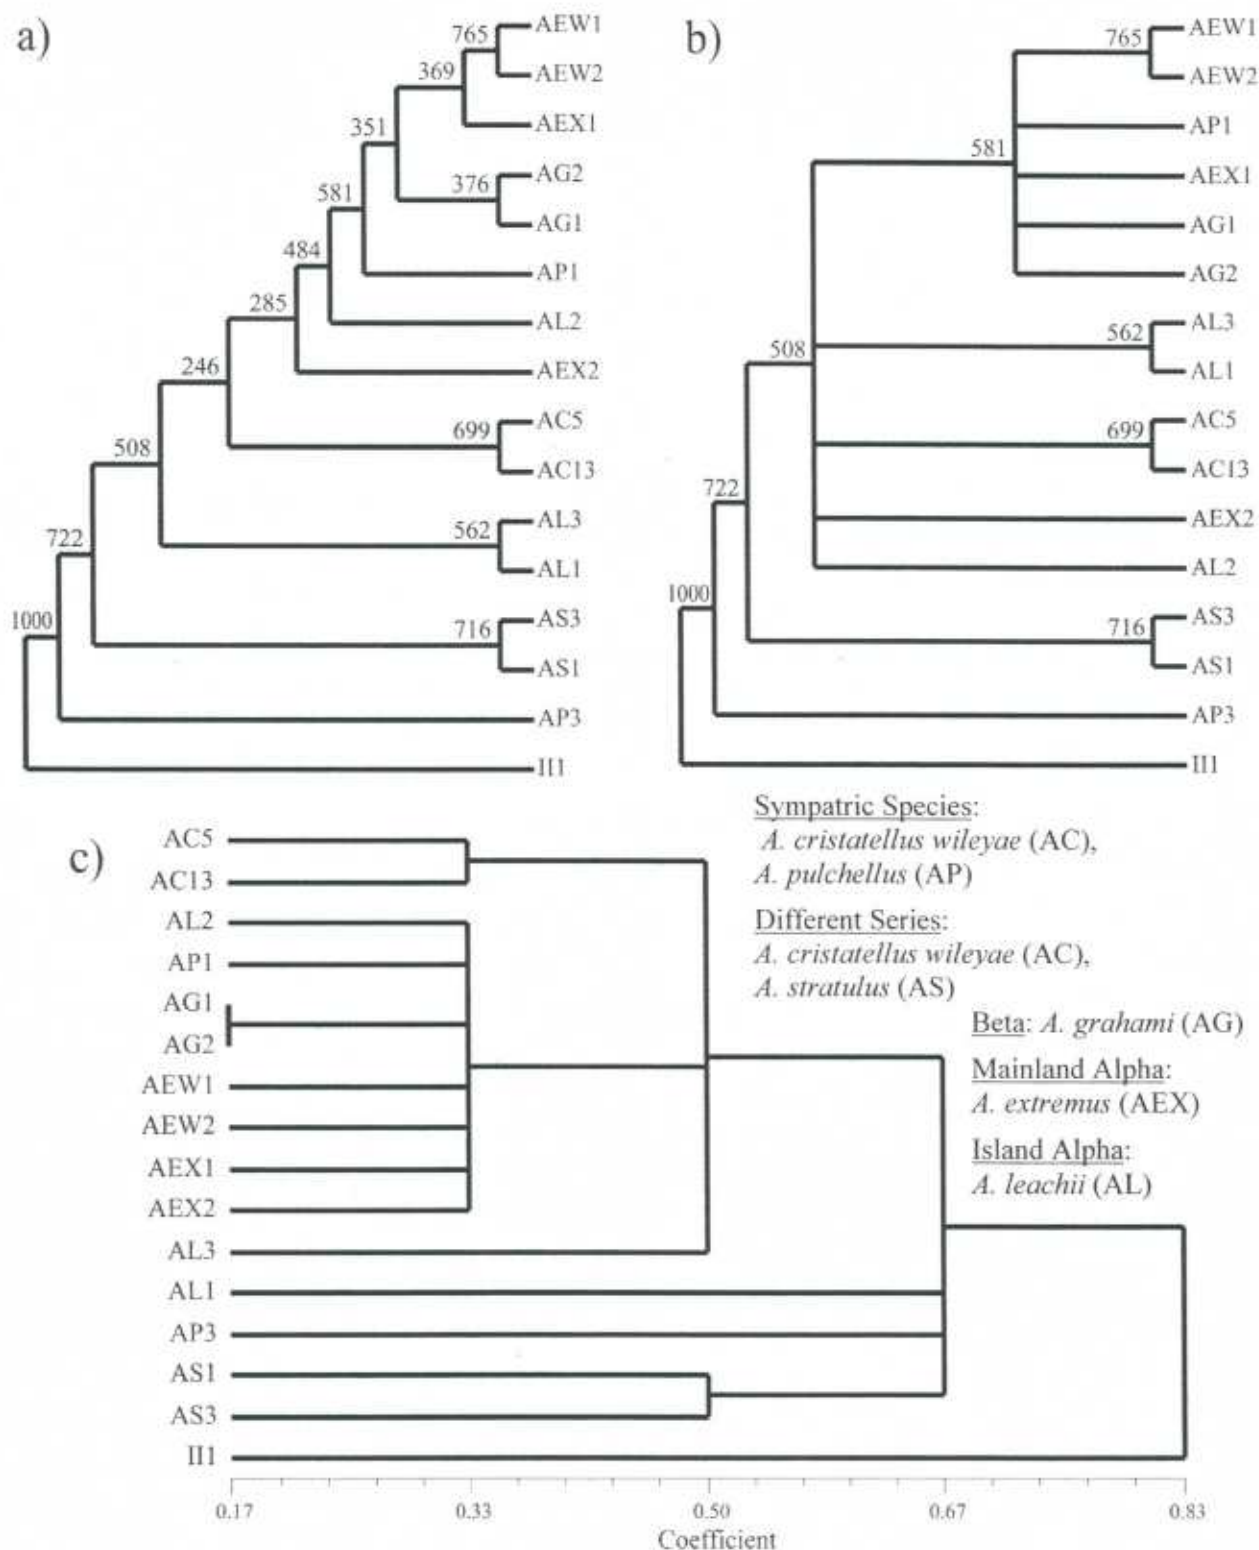 a)
765
AEW1
AEW2
369
AEX1
351
AG2
376
AG1
581
AP1
484
AL2
285
AEX2
246
AC5
699
AC13
508
AL3
562
AL1
722
AS3
716
AS1
1000
AP3
II1
b)
765
AEW1
AEW2
AP1
581
AEX1
AG1
AG2
AL3
562
AL1
508
AC5
699
AC13
722
AEX2
AL2
1000
AS3
716
AS1
AP3
II1
c)
AC5
AC13
AL2
AP1
AG1
AG2
AEW1
AEW2
AEX1
AEX2
AL3
AL1
AP3
AS1
AS3
II1
0.17 0.33 0.50 0.67 0.83
Coefficient
Sympatric Species:
A. cristatellus wileyae (AC),
A. pulchellus (AP)
Different Series:
A. cristatellus wileyae (AC),
A. stratulus (AS)
Beta: A. grahami (AG)
Mainland Alpha:
A. extremus (AEX)
Island Alpha:
A. leachii (AL)